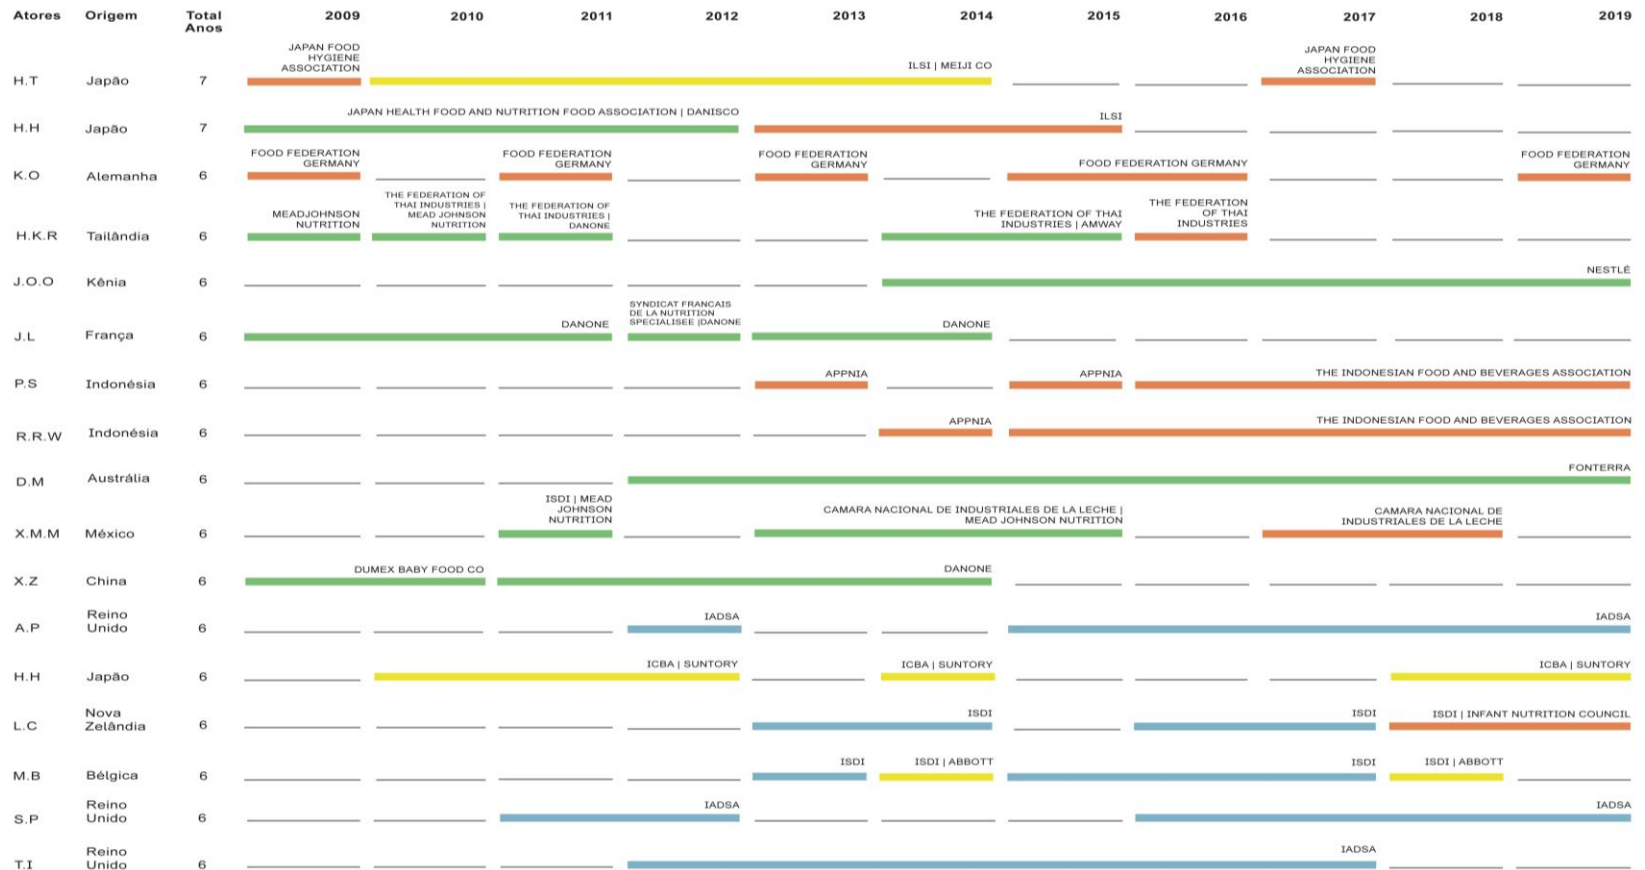 Atores Origem Total Anos 2009 2010 2011 2012 2013 2014 2015 2016 2017 2018 2019
JAPAN FOOD
HYGIENE
ASSOCIATION
ILSI | MEIJI CO
JAPAN FOOD
HYGIENE
ASSOCIATION
H.T Japão 7
JAPAN HEALTH FOOD AND NUTRITION FOOD ASSOCIATION | DANISCO
ILSI
H.H Japão 7
FOOD FEDERATION
GERMANY
FOOD FEDERATION
GERMANY
FOOD FEDERATION
GERMANY
FOOD FEDERATION GERMANY
FOOD FEDERATION
GERMANY
K.O Alemanha 6
MEADJOHNSON
NUTRITION
THE FEDERATION OF
THAI INDUSTRIES |
MEAD JOHNSON
NUTRITION
THE FEDERATION OF
THAI INDUSTRIES |
DANONE
THE FEDERATION OF THAI
INDUSTRIES | AMWAY
THE FEDERATION
OF THAI
INDUSTRIES
H.K.R Tailândia 6
NESTLÉ
J.O.O Kênia 6
DANONE
SYNDICAT FRANCAIS
DE LA NUTRITION
SPECIALISEE |DANONE
DANONE
J.L França 6
APPNIA
APPNIA
THE INDONESIAN FOOD AND BEVERAGES ASSOCIATION
P.S Indonésia 6
APPNIA
THE INDONESIAN FOOD AND BEVERAGES ASSOCIATION
R.R.W Indonésia 6
FONTERRA
D.M Austrália 6
ISDI | MEAD
JOHNSON
NUTRITION
CAMARA NACIONAL DE INDUSTRIALES DE LA LECHE |
MEAD JOHNSON NUTRITION
CAMARA NACIONAL DE
INDUSTRIALES DE LA LECHE
X.M.M México 6
DUMEX BABY FOOD CO
DANONE
X.Z China 6
IADSA
IADSA
A.P Reino Unido 6
ICBA | SUNTORY
ICBA | SUNTORY
ICBA | SUNTORY
H.H Japão 6
ISDI
ISDI
ISDI | INFANT NUTRITION COUNCIL
L.C Nova Zelândia 6
ISDI
ISDI | ABBOTT
ISDI
ISDI | ABBOTT
M.B Bélgica 6
IADSA
IADSA
S.P Reino Unido 6
IADSA
T.I Reino Unido 6